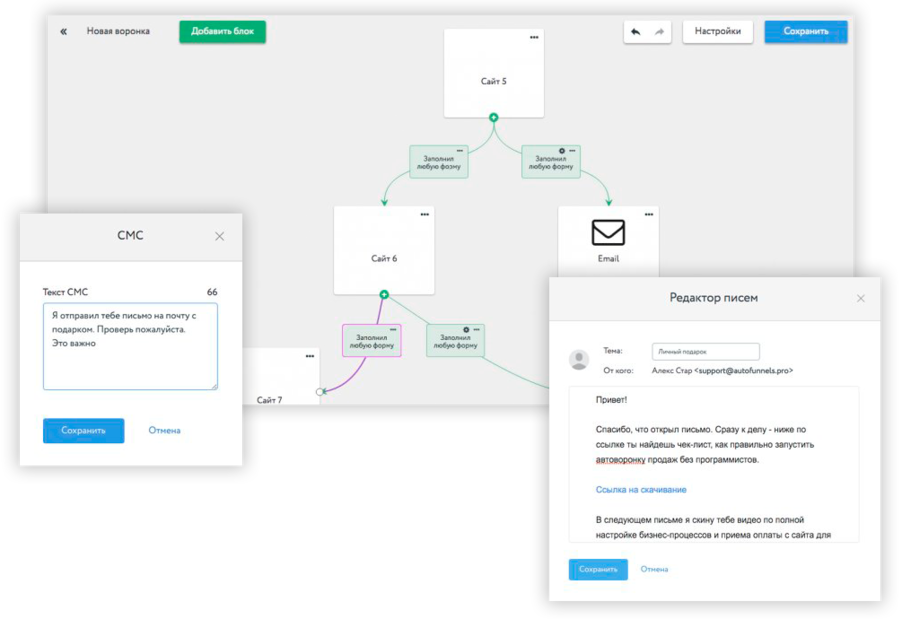 « Новая воронка Добавить блок Настройки Сохранить
Сайт 5
Заполнил
любую форму
Заполнил
любую форму
Сайт 6
Email
Заполнил
любую форму
Заполнил
любую форму
Сайт 7
СМС
Текст СМС 66
Я отправил тебе письмо на почту с
подарком. Проверь пожалуйста.
Это важно
Сохранить Отмена
Редактор писем
Тема: Личный подарок
От кого: Алекс Стар <support@autofunnels.pro>
Привет!
Спасибо, что открыл письмо. Сразу к делу - ниже по
ссылке ты найдешь чек-лист, как правильно запустить
автоворонку продаж без программистов.
Ссылка на скачивание
В следующем письме я скину тебе видео по полной
настройке бизнес-процессов и приема оплаты с сайта для
Сохранить Отмена